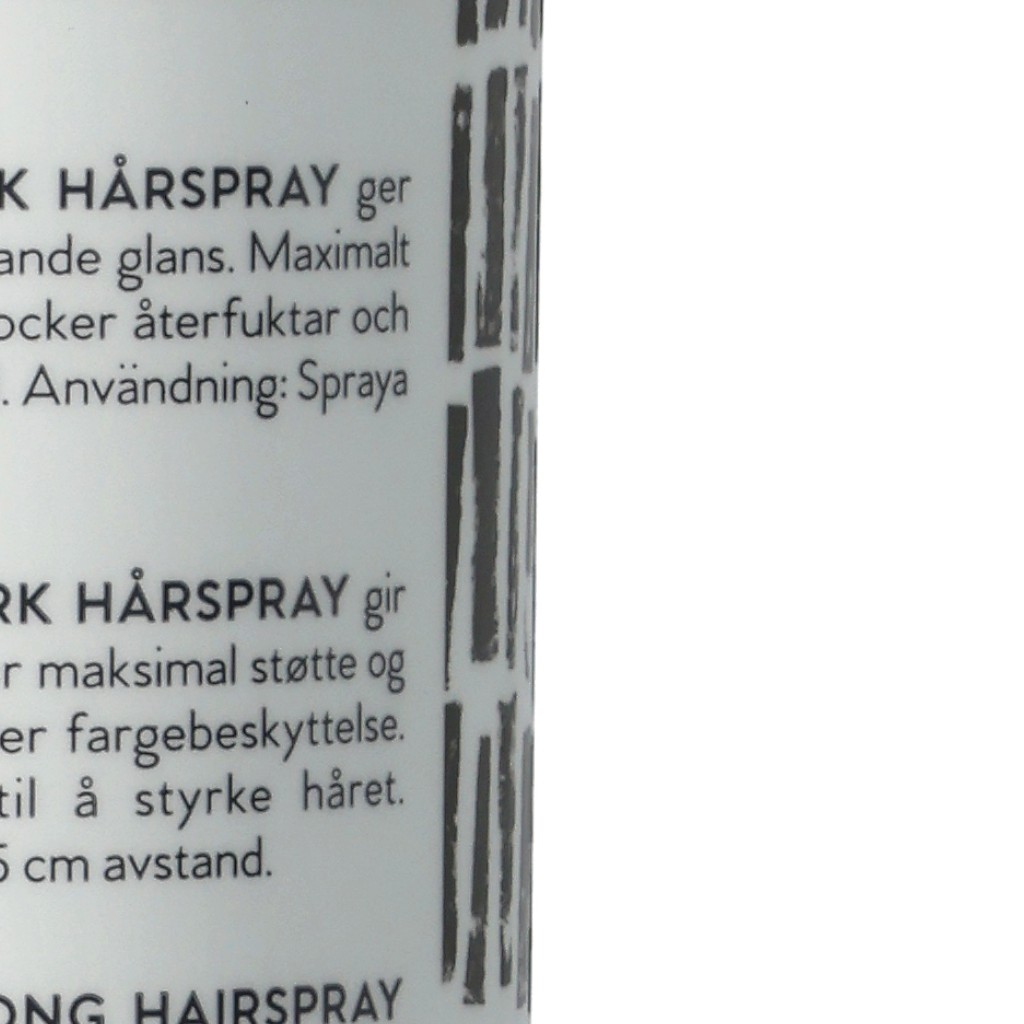 K HÅRSPRAY ger
ande glans. Maximalt
ocker återfuktar och
. Användning: Spraya
RK HÅRSPRAY gir
r maksimal støtte og
er fargebeskyttelse.
til å styrke håret.
5 cm avstand.
ONG HAIRSPRAY